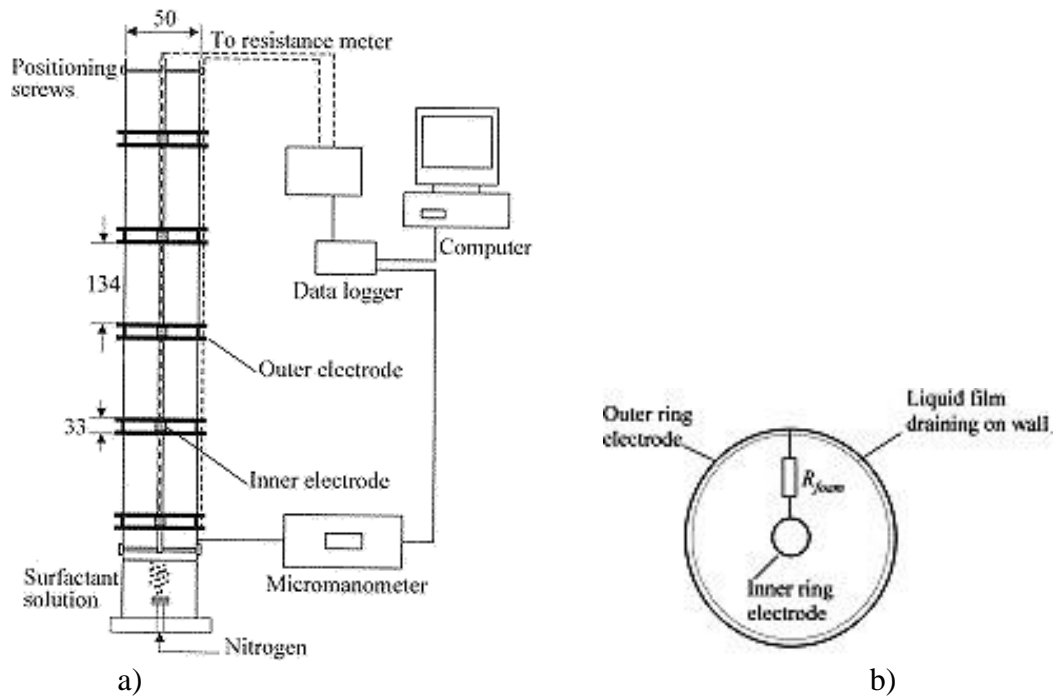 50
To resistance meter
Positioning
screws
Computer
134
Data logger
Outer electrode
33
Inner electrode
Micromanometer
Surfactant
solution
Nitrogen
a)
Outer ring
electrode
Liquid film
draining on wall
R_foam
Inner ring
electrode
b)